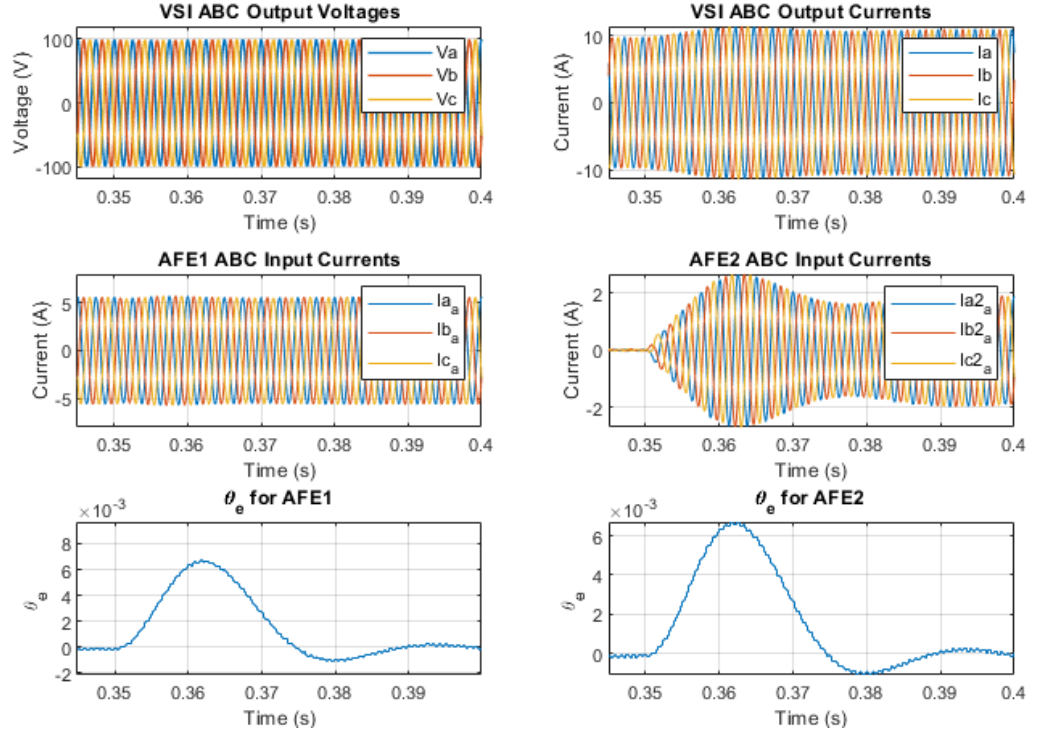 VSI ABC Output Voltages
Voltage (V)
100
0
-100
Va
Vb
Vc
0.35 0.36 0.37 0.38 0.39 0.4
Time (s)
VSI ABC Output Currents
Current (A)
10
0
-10
Ia
Ib
Ic
0.35 0.36 0.37 0.38 0.39 0.4
Time (s)
AFE1 ABC Input Currents
Current (A)
5
0
-5
Ia_a
Ib_a
Ic_a
0.35 0.36 0.37 0.38 0.39 0.4
Time (s)
AFE2 ABC Input Currents
Current (A)
2
0
-2
Ia2_a
Ib2_a
Ic2_a
0.35 0.36 0.37 0.38 0.39 0.4
Time (s)
θ_e for AFE1
×10^-3
θ_e
8
6
4
2
0
-2
0.35 0.36 0.37 0.38 0.39
Time (s)
θ_e for AFE2
×10^-3
θ_e
6
4
2
0
0.35 0.36 0.37 0.38 0.39 0.4
Time (s)